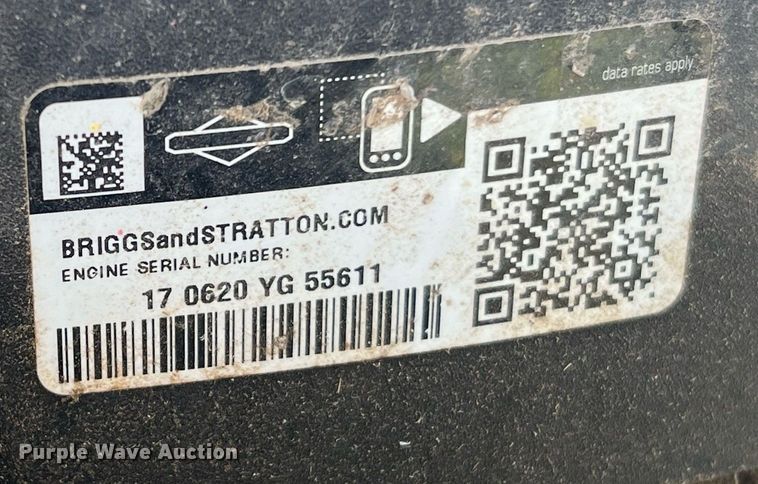 data rates apply
BRIGGSandSTRATTON.COM
ENGINE SERIAL NUMBER:
17 0620 YG 55611
Purple Wave Auction